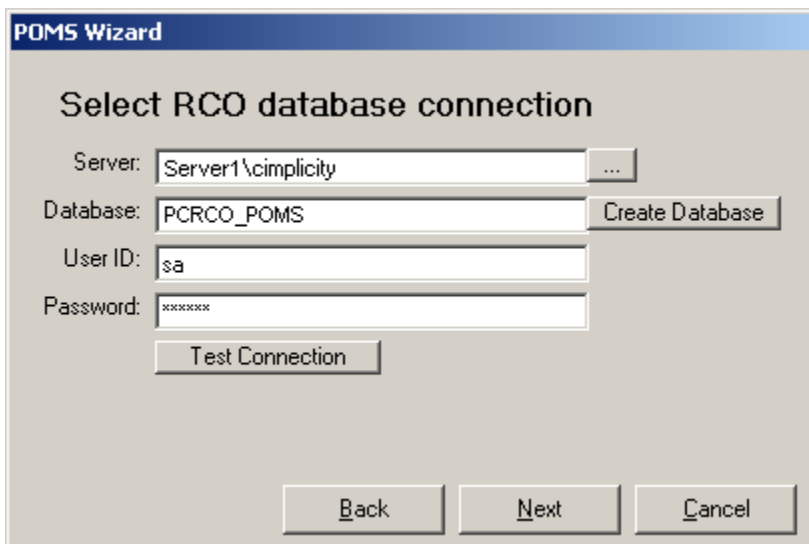 POMS Wizard
Select RCO database connection
Server: Server1\cimplicity ...
Database: PCRCO_POMS Create Database
User ID: sa
Password: ××××××
Test Connection
Back Next Cancel